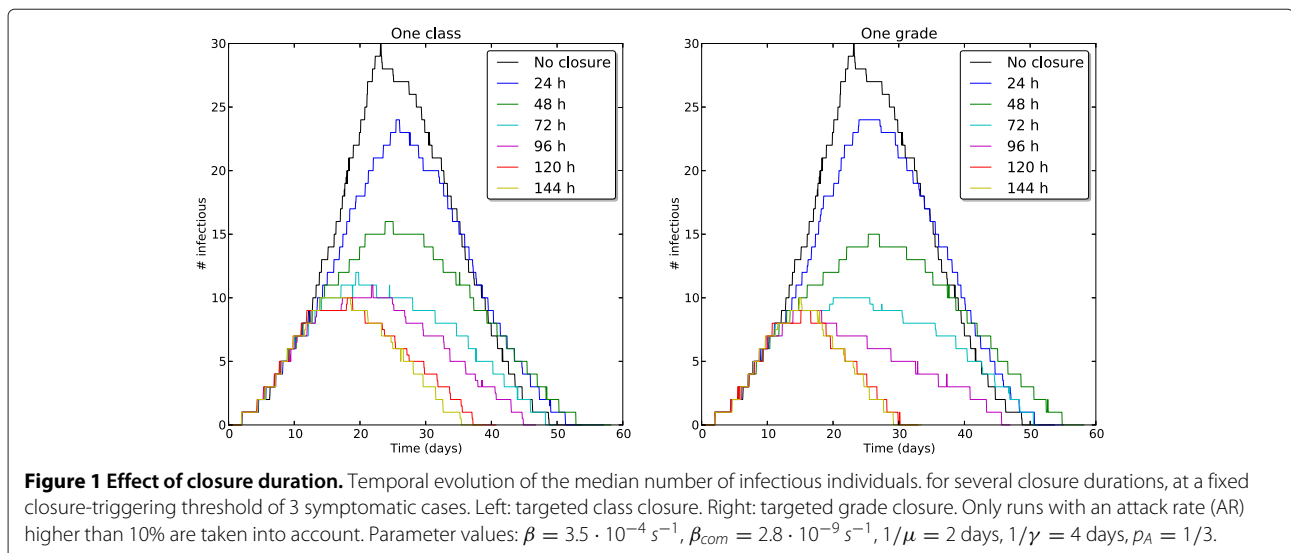 One class
30
25
20
15
10
5
0
# infectious
0 10 20 30 40 50 60
Time (days)
No closure
24 h
48 h
72 h
96 h
120 h
144 h
One grade
30
25
20
15
10
5
0
# infectious
0 10 20 30 40 50 60
Time (days)
No closure
24 h
48 h
72 h
96 h
120 h
144 h
Figure 1 Effect of closure duration. Temporal evolution of the median number of infectious individuals. for several closure durations, at a fixed
closure-triggering threshold of 3 symptomatic cases. Left: targeted class closure. Right: targeted grade closure. Only runs with an attack rate (AR)
higher than 10% are taken into account. Parameter values: β = 3.5 · 10⁻⁴ s⁻¹, β_com = 2.8 · 10⁻⁹ s⁻¹, 1/μ = 2 days, 1/γ = 4 days, p_A = 1/3.